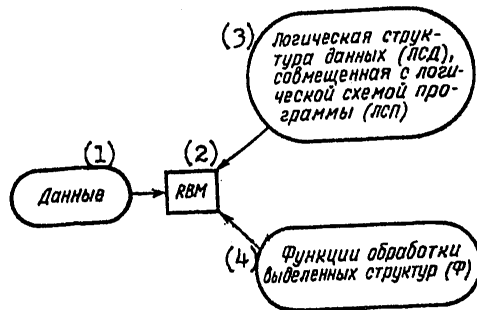 (3)
Логическая струк-
тура данных (ЛСД),
совмещенная с логи-
ческой схемой про-
граммы (ЛСП)
(1)
(2)
Данные
RBM
(4)
Функции обработки
выделенных структур (Ф)